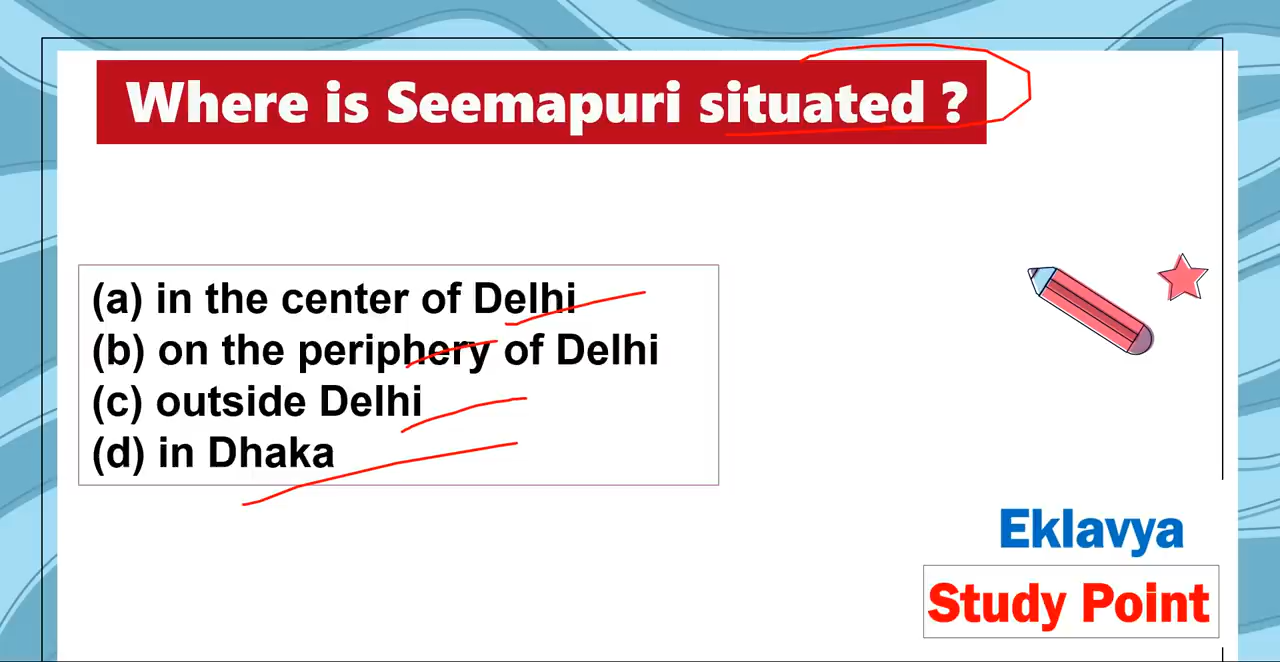 Where is Seemapuri situated ?
(a) in the center of Delhi
(b) on the periphery of Delhi
(c) outside Delhi
(d) in Dhaka
Eklavya
Study Point